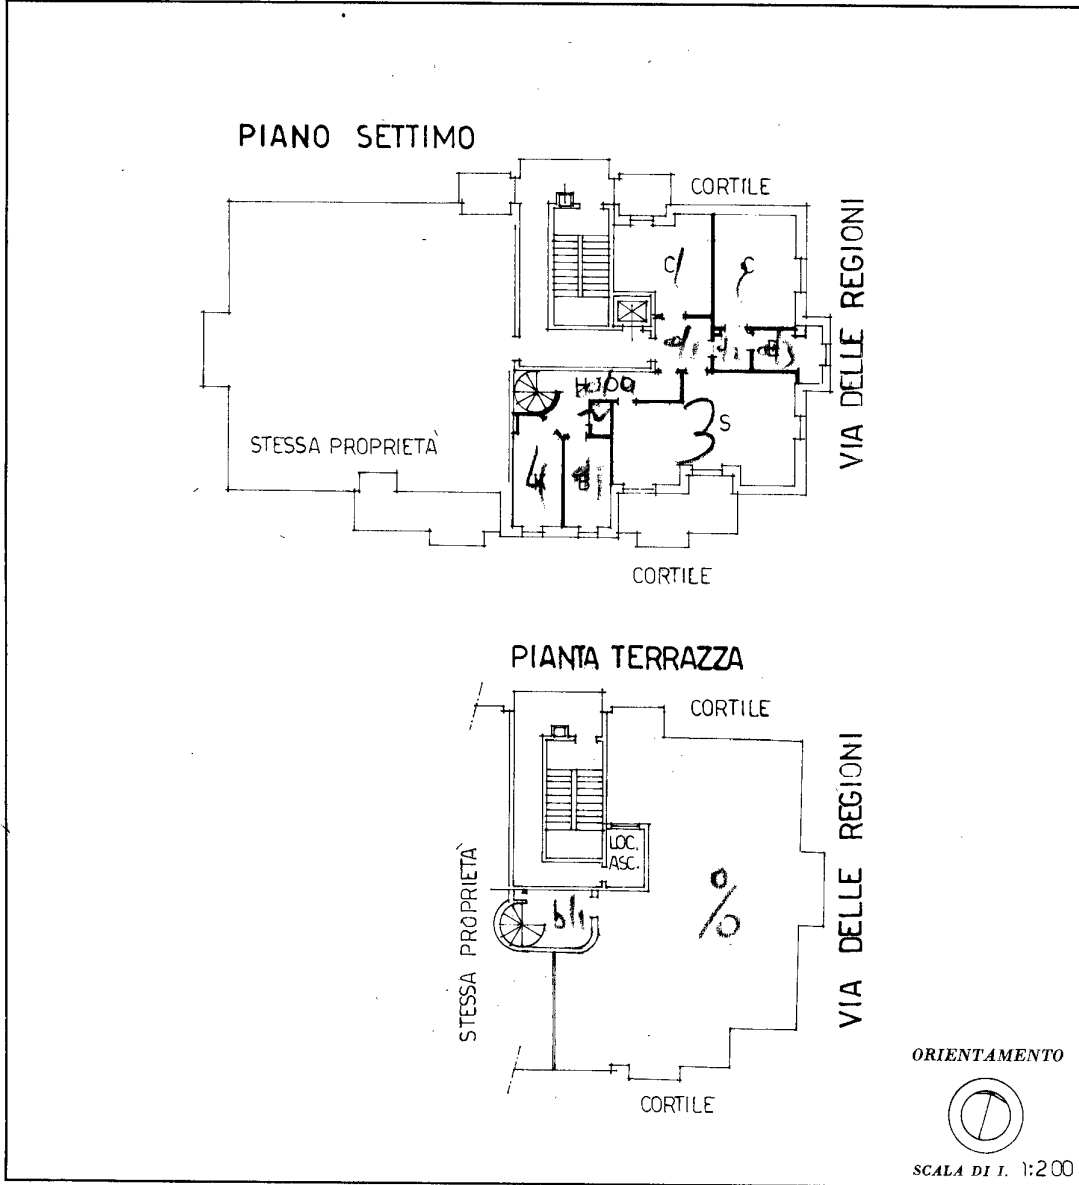 PIANO SETTIMO
CORTILE
VIA DELLE REGIONI
C
C
S
STESSA PROPRIETÀ
CORTILE
PIANTA TERRAZZA
CORTILE
VIA DELLE REGIONI
LOC.
ASC.
STESSA PROPRIETÀ
CORTILE
ORIENTAMENTO
SCALA DI 1. 1:200